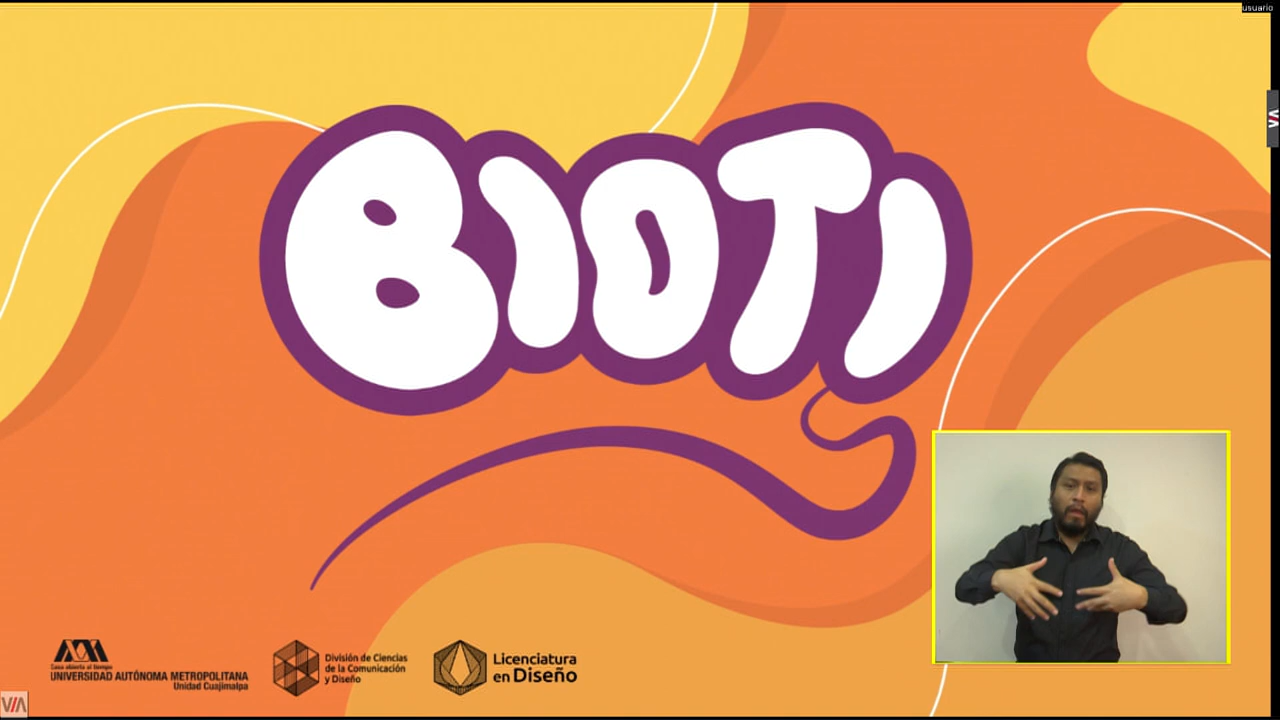 usuario
BIOTI
Casa abierta al tiempo
UNIVERSIDAD AUTÓNOMA METROPOLITANA
Unidad Cuajimalpa
División de Ciencias
de la Comunicación
y Diseño
Licenciatura
en Diseño
VIA